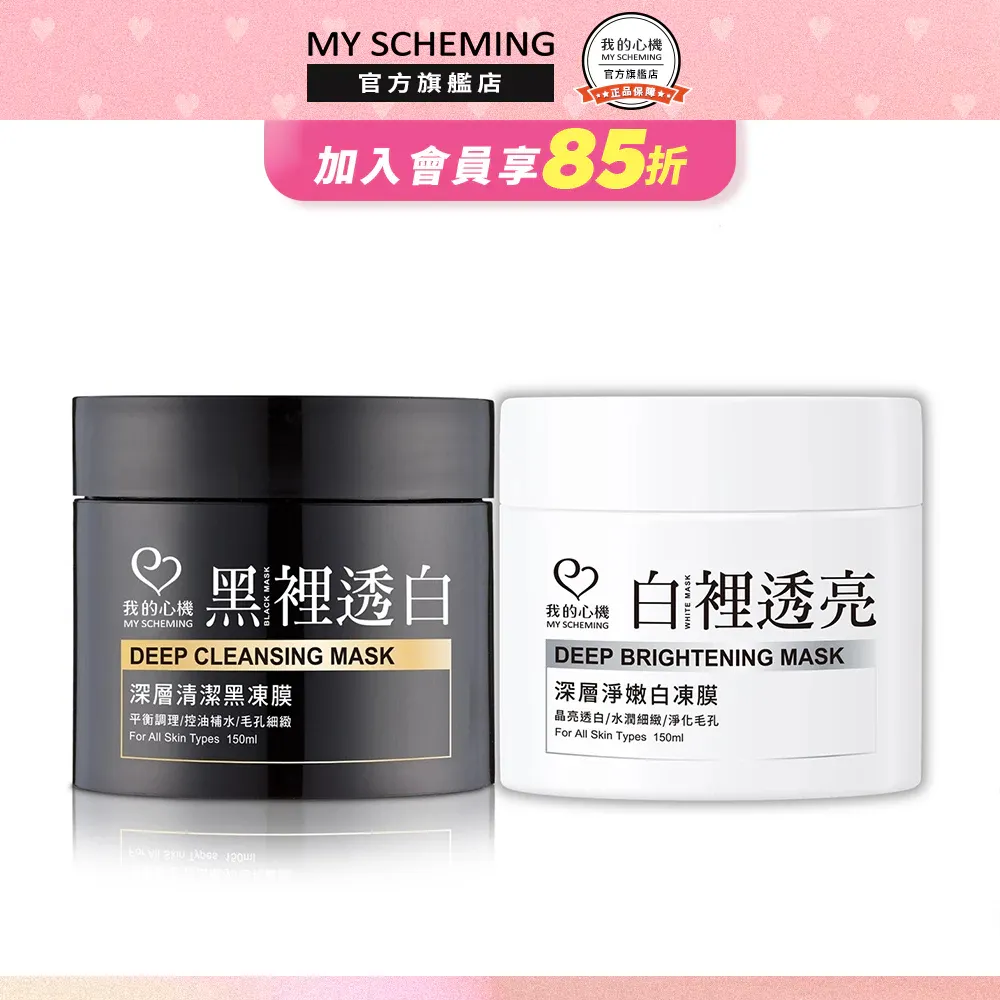 MY SCHEMING
官方旗艦店
我的心機
MY SCHEMING
官方旗艦店
★★正品保障★★
加入會員享85折
我的心機
MY SCHEMING
黑裡透白
BLACK MASK
DEEP CLEANSING MASK
深層清潔黑凍膜
平衡調理/控油補水/毛孔細緻
For All Skin Types 150ml
我的心機
MY SCHEMING
白裡透亮
WHITE MASK
DEEP BRIGHTENING MASK
深層淨嫩白凍膜
晶亮透白/水潤細緻/淨化毛孔
For All Skin Types 150ml